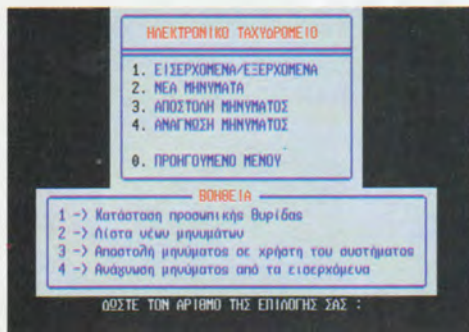 ΗΛΕΚΤΡΟΝΙΚΟ ΤΑΧΥΔΡΟΜΕΙΟ
1. ΕΙΣΕΡΧΟΜΕΝΑ/ΕΞΕΡΧΟΜΕΝΑ
2. ΝΕΑ ΜΗΝΥΜΑΤΑ
3. ΑΠΟΣΤΟΛΗ ΜΗΝΥΜΑΤΟΣ
4. ΑΝΑΓΝΩΣΗ ΜΗΝΥΜΑΤΟΣ
0. ΠΡΟΗΓΟΥΜΕΝΟ ΜΕΝΟΥ
ΒΟΗΘΕΙΑ
1 -> Κατάσταση προσωπικής θυρίδας
2 -> Λίστα νέων μηνυμάτων
3 -> Αποστολή μηνύματος σε χρήστη του συστήματος
4 -> Ανάγνωση μηνύματος από τα εισερχόμενα
ΔΩΣΤΕ ΤΟΝ ΑΡΙΘΜΟ ΤΗΣ ΕΠΙΛΟΓΗΣ ΣΑΣ :